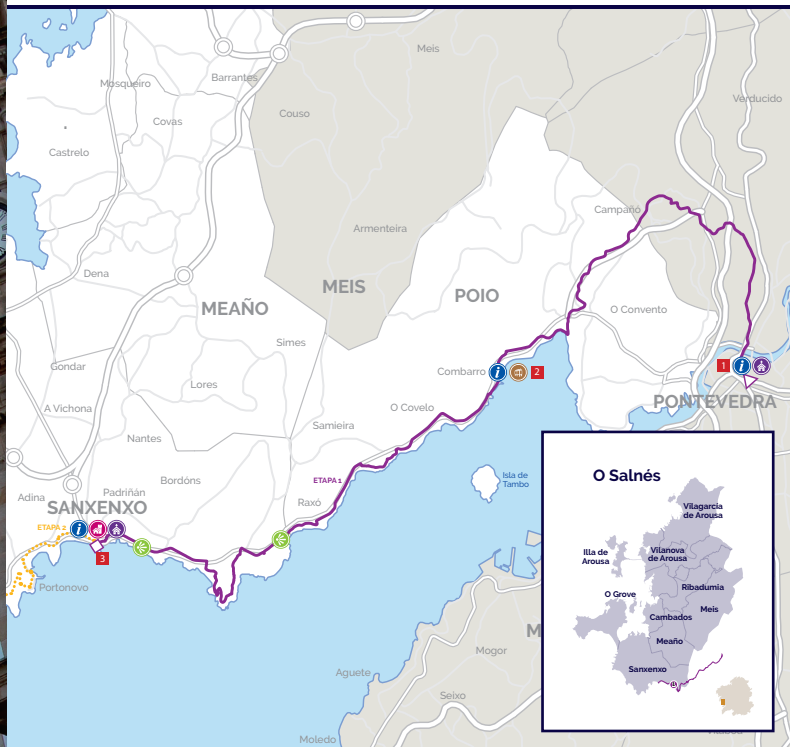 Meis
Barrantes
Mosqueiro
Verducido
Couso
Covas
Castrelo
Campañó
Armenteira
Dena
MEIS
POIO
MEAÑO
O Convento
Simes
1
i
Combarro
i
2
Gondar
Lores
PONTEVEDRA
A Vichona
O Covelo
Samieira
Nantes
Isla de
Tambo
Bordóns
ETAPA 1
Adina
Padriñán
Raxó
SANXENXO
ETAPA 2
i
3
Portonovo
Mogor
Aguete
Seixo
Moledo
M
O Salnés
Vilagarcía
de Arousa
Illa de
Arousa
Vilanova
de Arousa
Ribadumia
O Grove
Meis
Cambados
Meaño
Sanxenxo